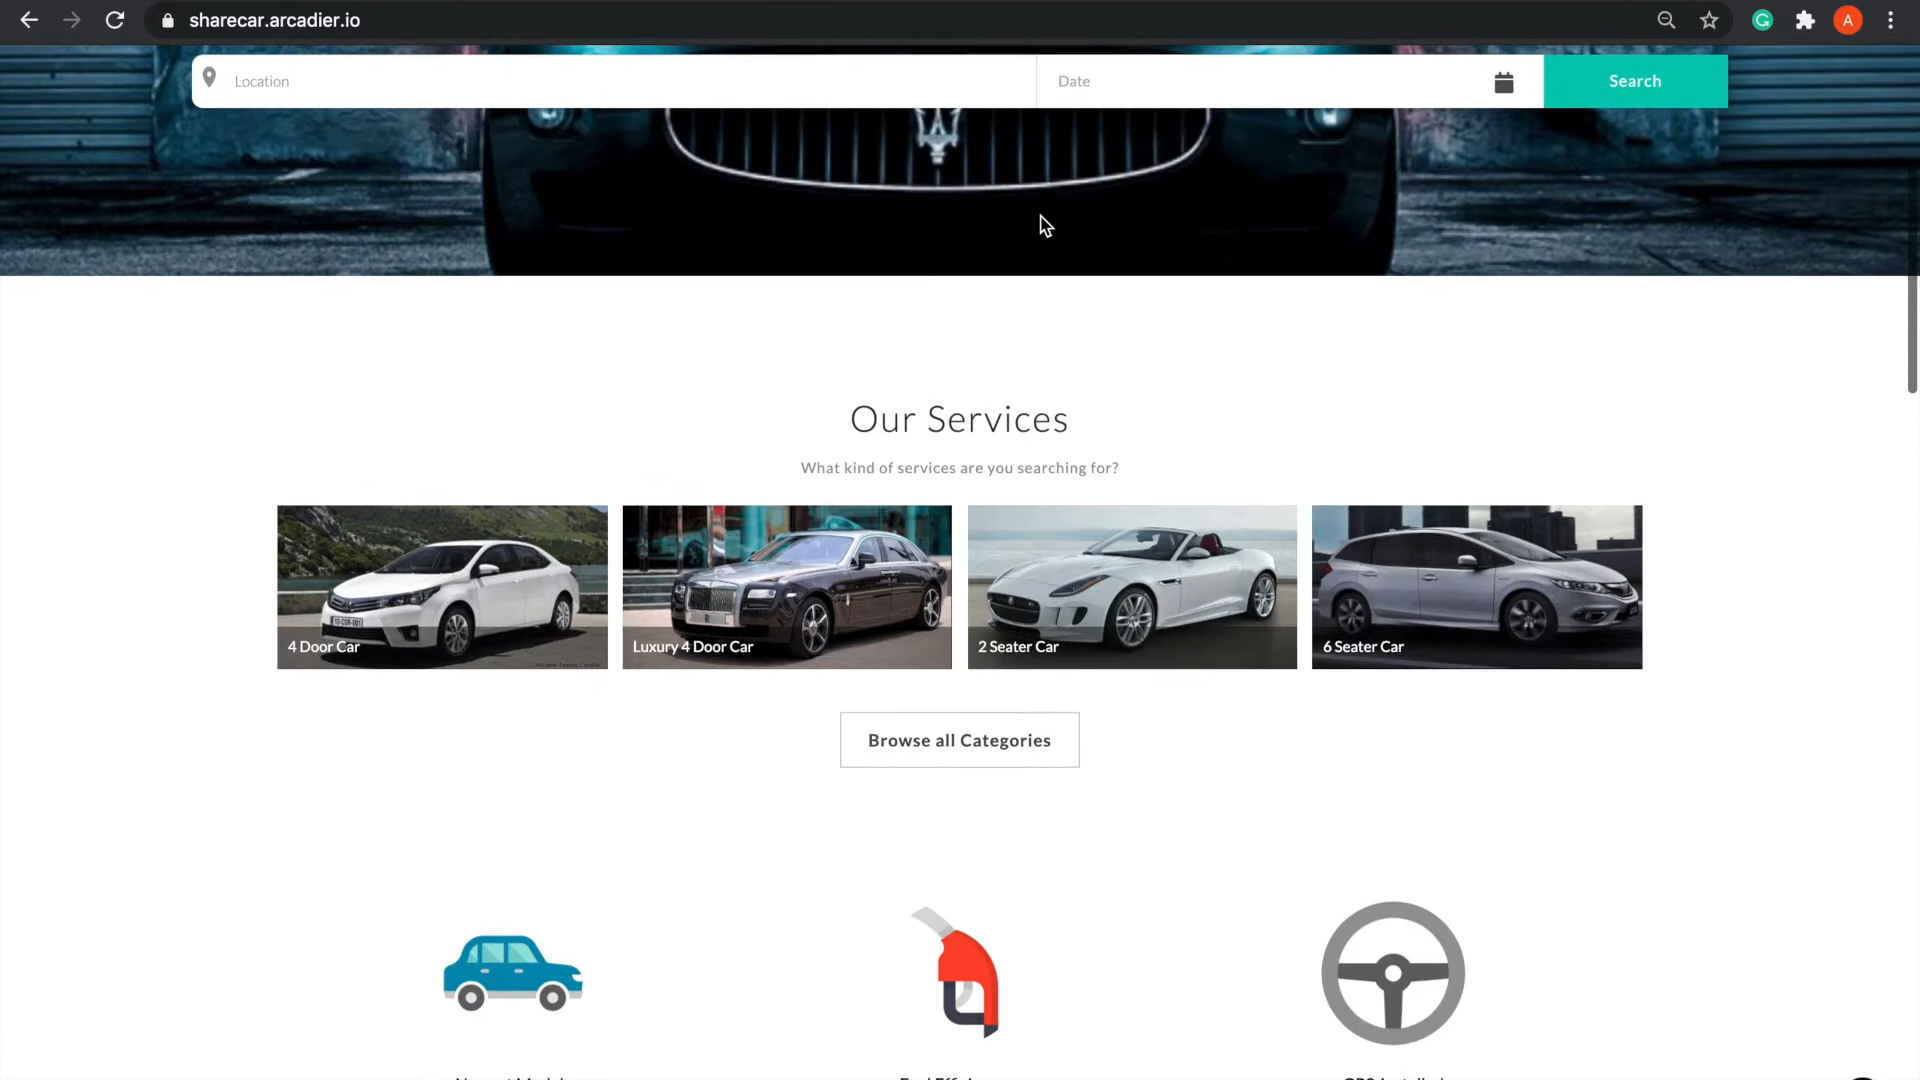 sharecar.arcadier.io
A
Location
Date
Search
Our Services
What kind of services are you searching for?
4 Door Car
Luxury 4 Door Car
2 Seater Car
6 Seater Car
Browse all Categories